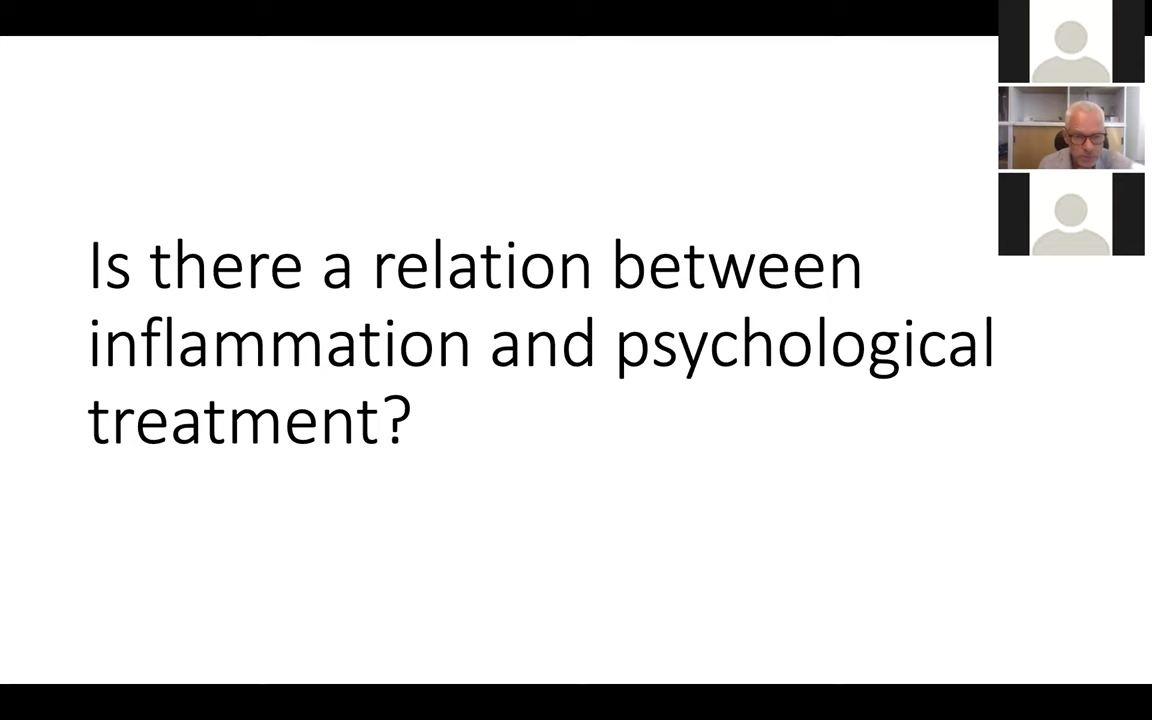 Is there a relation between
inflammation and psychological
treatment?